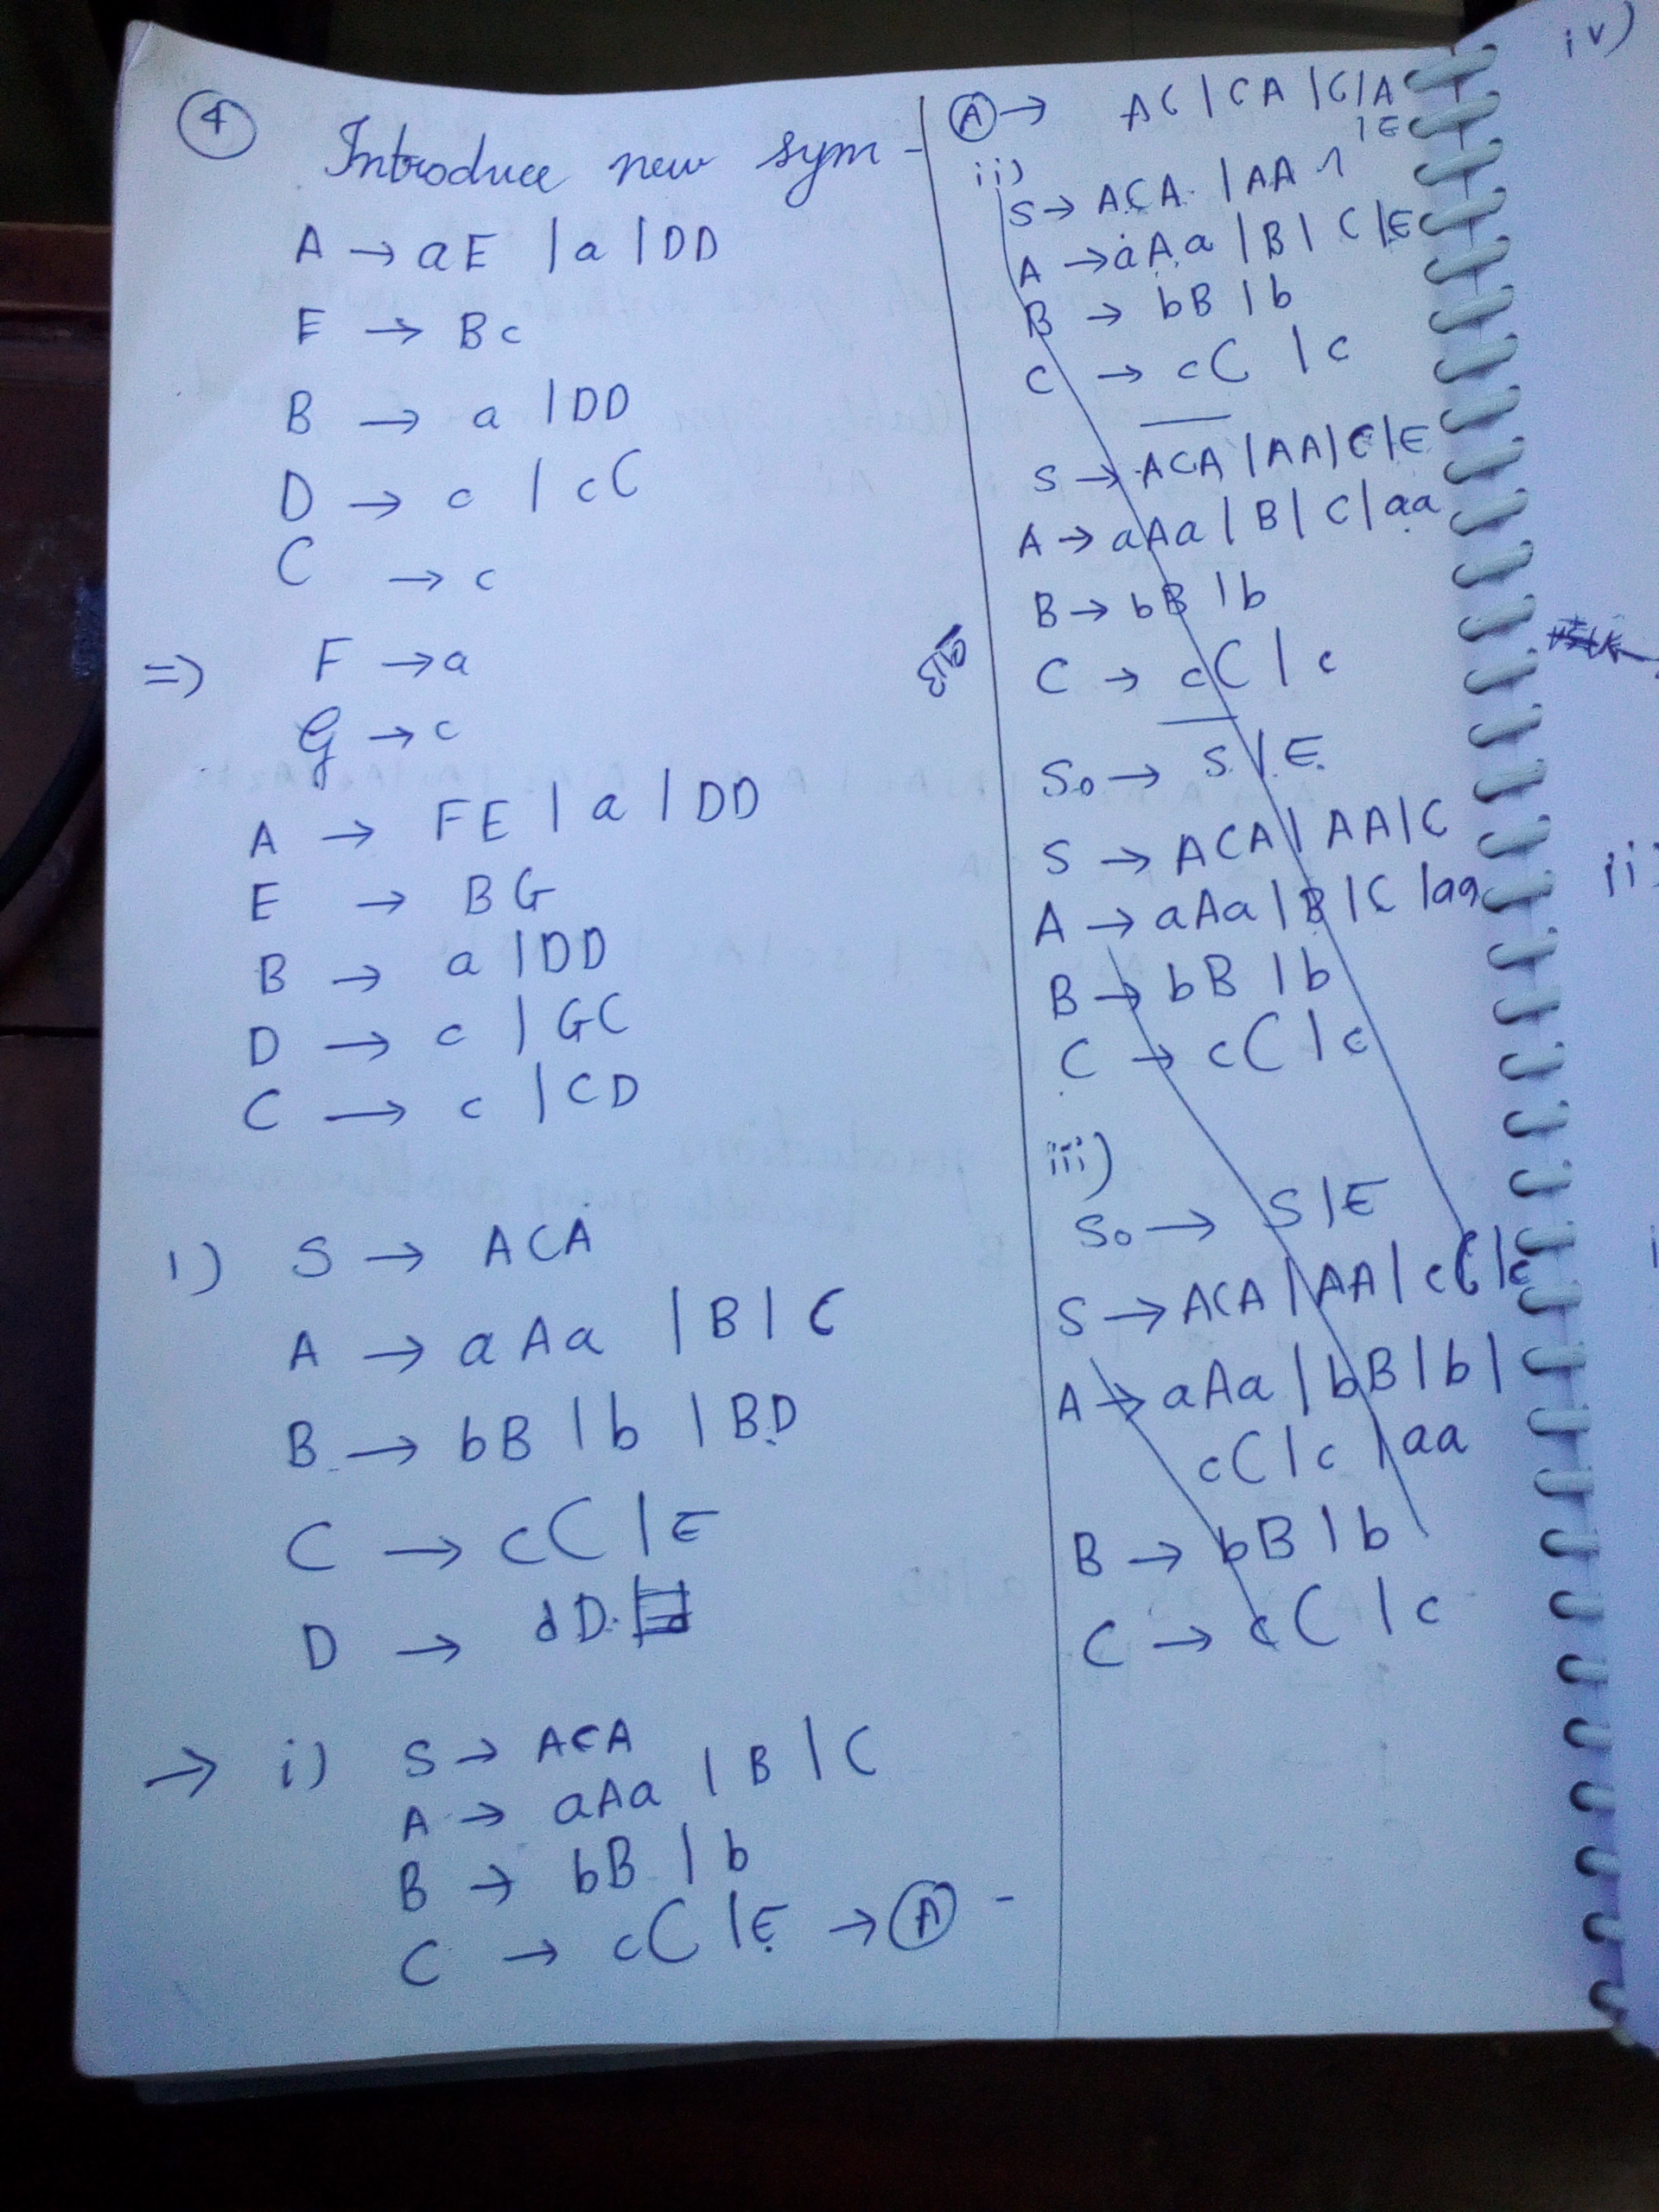 4
Introduce new sym-
A → aE | a | DD
E → Bc
B → a | DD
D → c | cC
C → c
=) F → a
G → c
A → FE | a | DD
E → BG
B → a | DD
D → c | GC
C → c | CD
1) S → ACA
A → aAa | B | C
B → bB | b | BD
C → cC | E
D → dD
→ i) S → ACA
A → aAa | B | C
B → bB | b
C → cC | E → A -
A → AC | CA | C | A
| E
ii)
S → ACA | AA
A → aAa | B | C | E
B → bB | b
C → cC | c
S → ACA | AA | C | E
A → aAa | B | C | aa
B → bB | b
C → cC | c
S0 → S | E
S → ACA | AA | C
A → aAa | B | C | aa
B → bB | b
C → cC | c
iii)
S0 → S | E
S → ACA | AA | cC | c
A → aAa | bB | b |
cC | c | aa
B → bB | b
C → cC | c
iv)
ii)